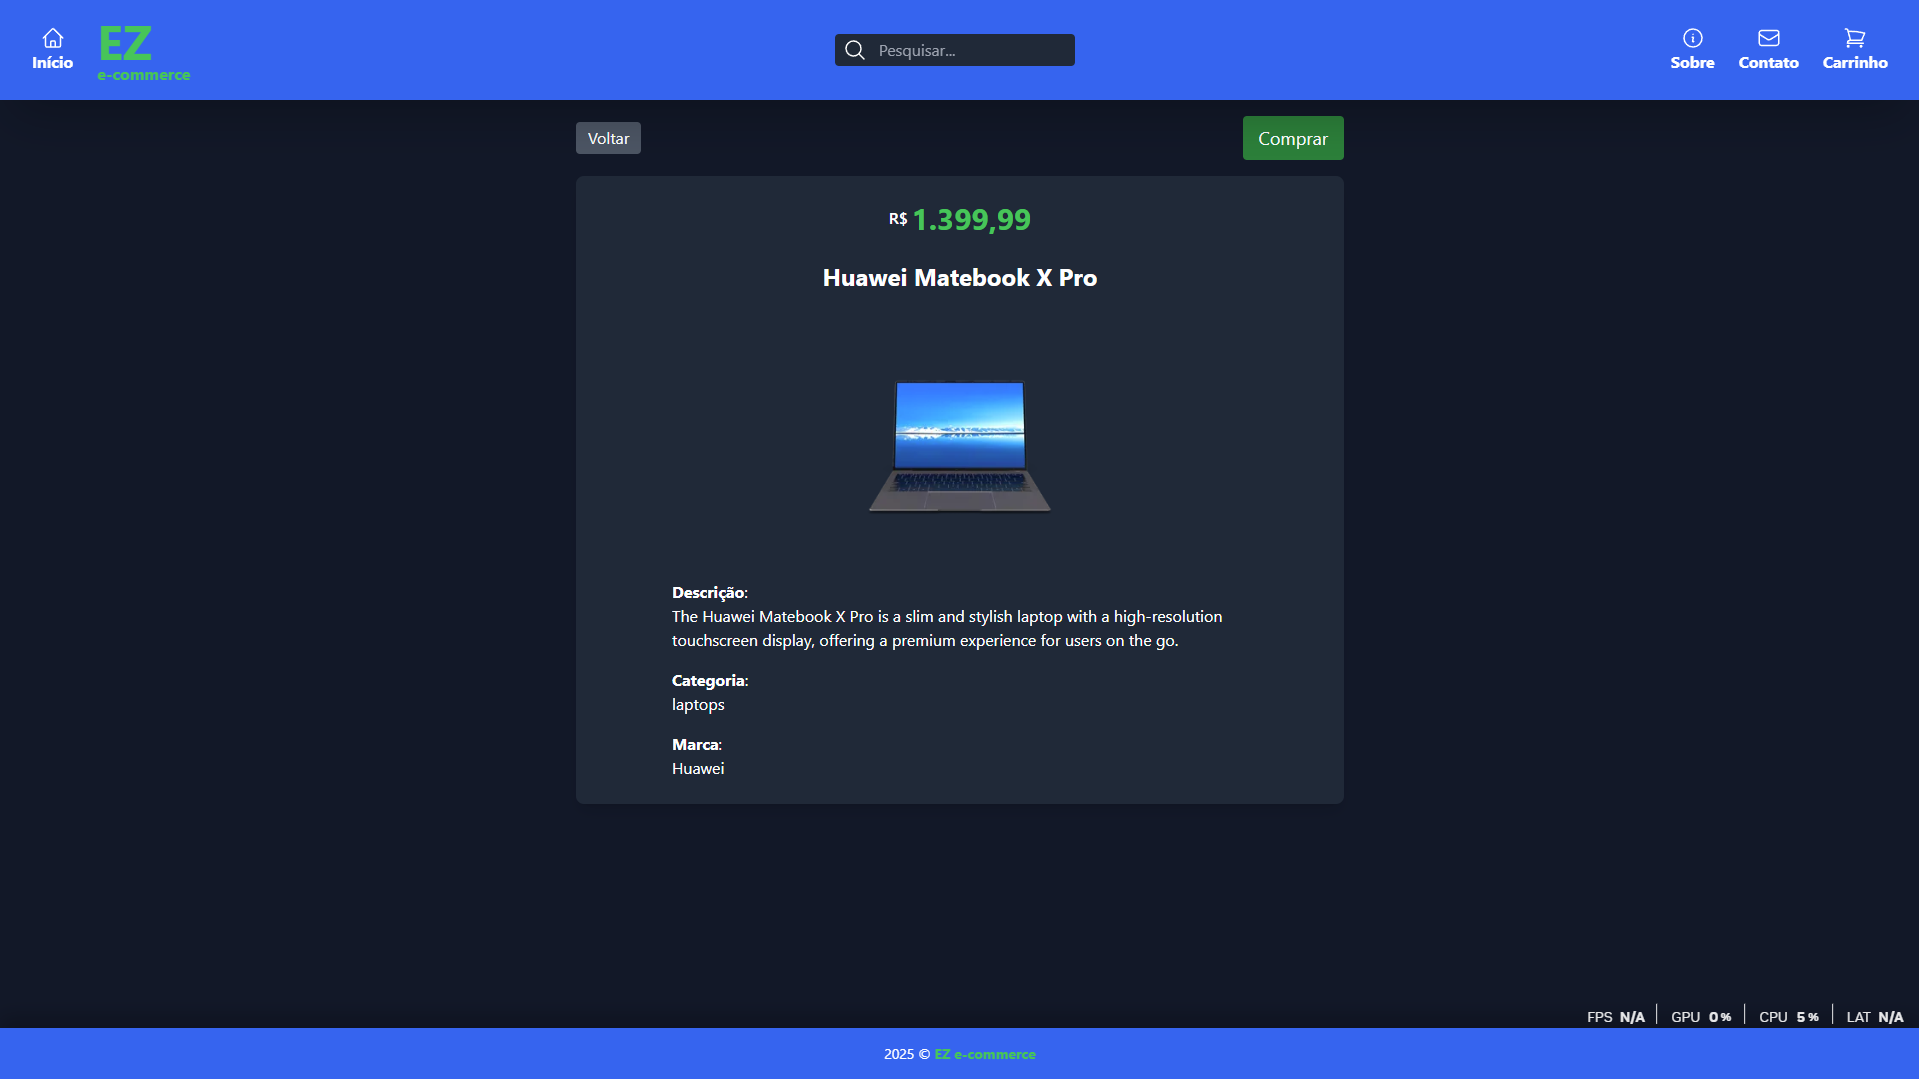 Início
EZ
e-commerce
Pesquisar...
Sobre
Contato
Carrinho
Voltar
Comprar
R$ 1.399,99
Huawei Matebook X Pro
Descrição:
The Huawei Matebook X Pro is a slim and stylish laptop with a high-resolution
touchscreen display, offering a premium experience for users on the go.
Categoria:
laptops
Marca:
Huawei
FPS N/A | GPU 0% | CPU 5% | LAT N/A
2025 © EZ e-commerce